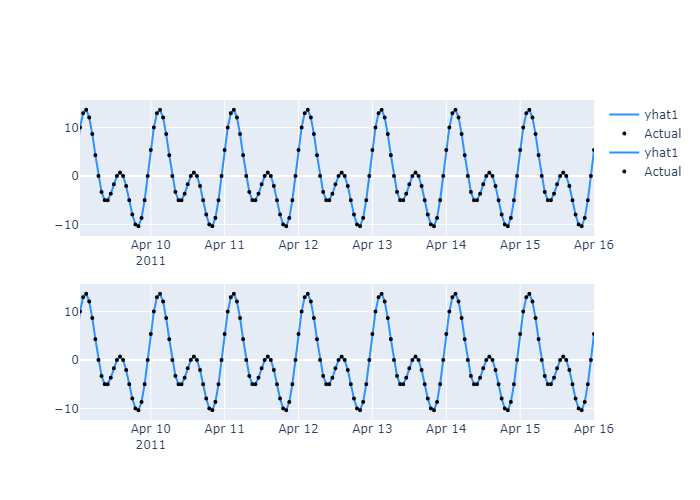 yhat1
Actual
yhat1
Actual
10
0
−10
Apr 10
2011
Apr 11
Apr 12
Apr 13
Apr 14
Apr 15
Apr 16
10
0
−10
Apr 10
2011
Apr 11
Apr 12
Apr 13
Apr 14
Apr 15
Apr 16